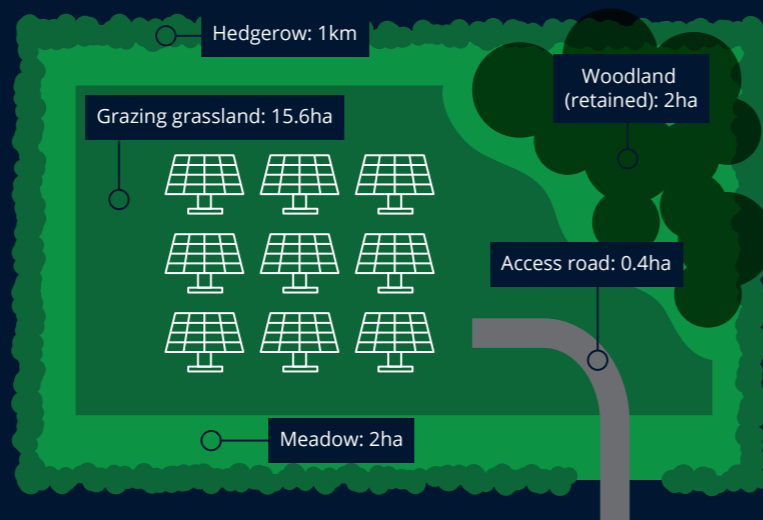 Hedgerow: 1km
Woodland
(retained): 2ha
Grazing grassland: 15.6ha
Access road: 0.4ha
Meadow: 2ha